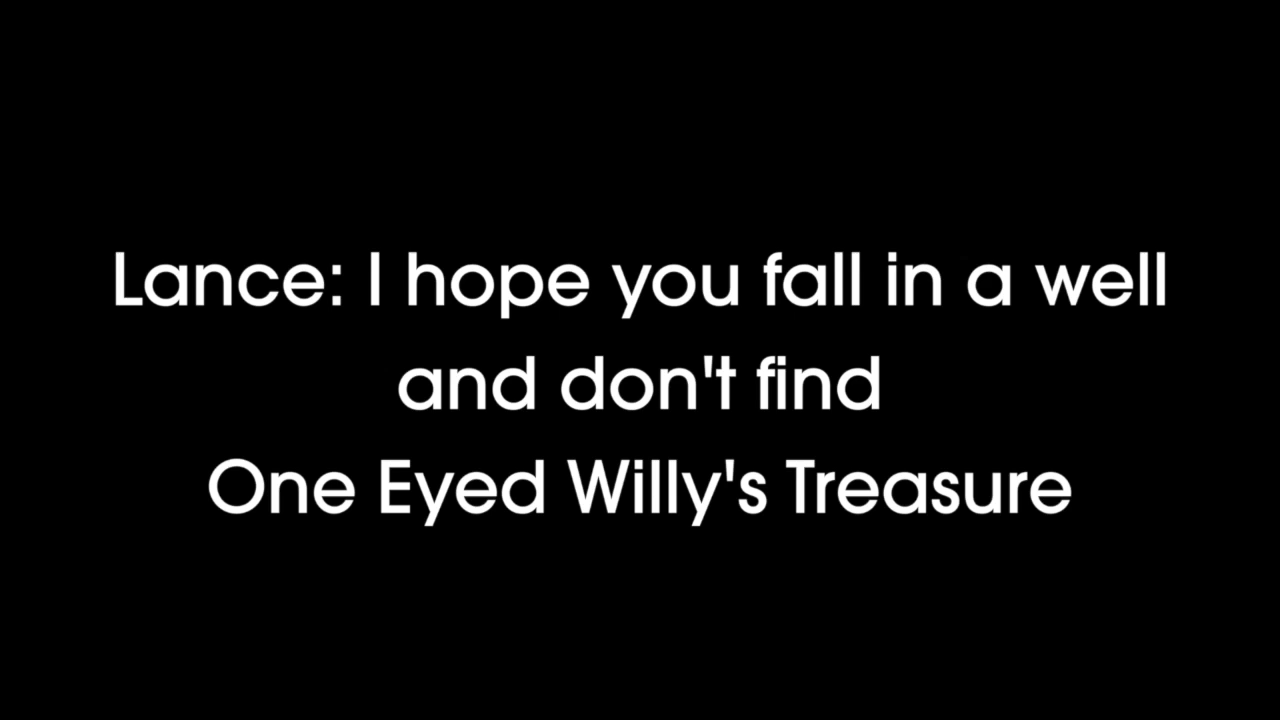 Lance: I hope you fall in a well
and don't find
One Eyed Willy's Treasure